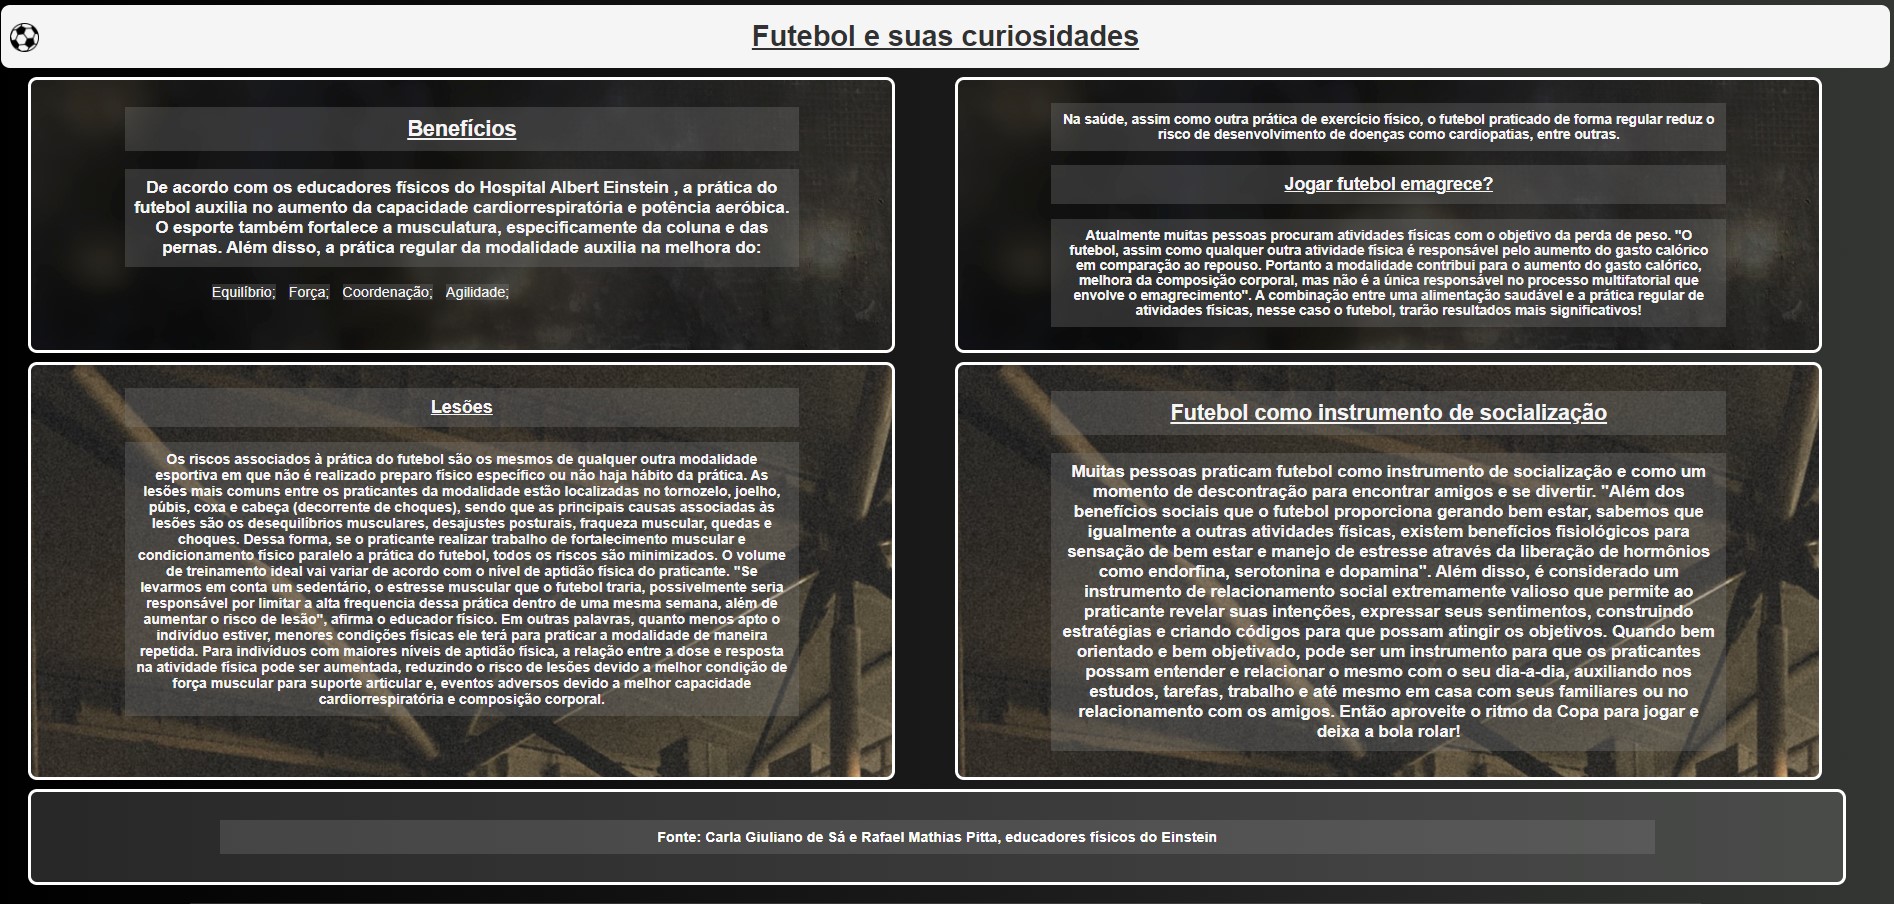 Futebol e suas curiosidades
Benefícios
De acordo com os educadores físicos do Hospital Albert Einstein , a prática do
futebol auxilia no aumento da capacidade cardiorrespiratória e potência aeróbica.
O esporte também fortalece a musculatura, especificamente da coluna e das
pernas. Além disso, a prática regular da modalidade auxilia na melhora do:
Equilíbrio; Força; Coordenação; Agilidade;
Na saúde, assim como outra prática de exercício físico, o futebol praticado de forma regular reduz o
risco de desenvolvimento de doenças como cardiopatias, entre outras.
Jogar futebol emagrece?
Atualmente muitas pessoas procuram atividades físicas com o objetivo da perda de peso. "O
futebol, assim como qualquer outra atividade física é responsável pelo aumento do gasto calórico
em comparação ao repouso. Portanto a modalidade contribui para o aumento do gasto calórico,
melhora da composição corporal, mas não é a única responsável no processo multifatorial que
envolve o emagrecimento". A combinação entre uma alimentação saudável e a prática regular de
atividades físicas, nesse caso o futebol, trarão resultados mais significativos!
Lesões
Os riscos associados à prática do futebol são os mesmos de qualquer outra modalidade
esportiva em que não é realizado preparo físico específico ou não haja hábito da prática. As
lesões mais comuns entre os praticantes da modalidade estão localizadas no tornozelo, joelho,
púbis, coxa e cabeça (decorrente de choques), sendo que as principais causas associadas às
lesões são os desequilíbrios musculares, desajustes posturais, fraqueza muscular, quedas e
choques. Dessa forma, se o praticante realizar trabalho de fortalecimento muscular e
condicionamento físico paralelo a prática do futebol, todos os riscos são minimizados. O volume
de treinamento ideal vai variar de acordo com o nível de aptidão física do praticante. "Se
levarmos em conta um sedentário, o estresse muscular que o futebol traria, possivelmente seria
responsável por limitar a alta frequencia dessa prática dentro de uma mesma semana, além de
aumentar o risco de lesão", afirma o educador físico. Em outras palavras, quanto menos apto o
indivíduo estiver, menores condições físicas ele terá para praticar a modalidade de maneira
repetida. Para indivíduos com maiores níveis de aptidão física, a relação entre a dose e resposta
na atividade física pode ser aumentada, reduzindo o risco de lesões devido a melhor condição de
força muscular para suporte articular e, eventos adversos devido a melhor capacidade
cardiorrespiratória e composição corporal.
Futebol como instrumento de socialização
Muitas pessoas praticam futebol como instrumento de socialização e como um
momento de descontração para encontrar amigos e se divertir. "Além dos
benefícios sociais que o futebol proporciona gerando bem estar, sabemos que
igualmente a outras atividades físicas, existem benefícios fisiológicos para
sensação de bem estar e manejo de estresse através da liberação de hormônios
como endorfina, serotonina e dopamina". Além disso, é considerado um
instrumento de relacionamento social extremamente valioso que permite ao
praticante revelar suas intenções, expressar seus sentimentos, construindo
estratégias e criando códigos para que possam atingir os objetivos. Quando bem
orientado e bem objetivado, pode ser um instrumento para que os praticantes
possam entender e relacionar o mesmo com o seu dia-a-dia, auxiliando nos
estudos, tarefas, trabalho e até mesmo em casa com seus familiares ou no
relacionamento com os amigos. Então aproveite o ritmo da Copa para jogar e
deixa a bola rolar!
Fonte: Carla Giuliano de Sá e Rafael Mathias Pitta, educadores físicos do Einstein